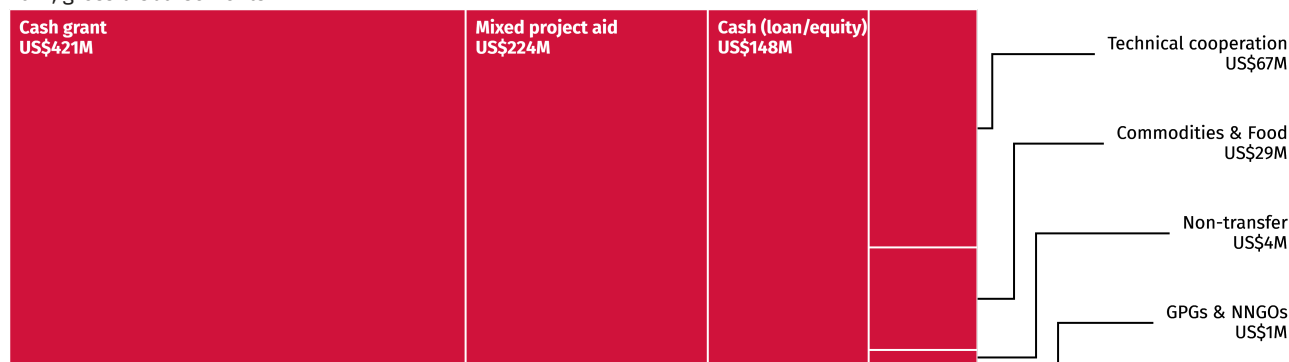 Cash grant
US$421M
Mixed project aid
US$224M
Cash (loan/equity)
US$148M
Technical cooperation
US$67M
Commodities & Food
US$29M
Non-transfer
US$4M
GPGs & NNGOs
US$1M